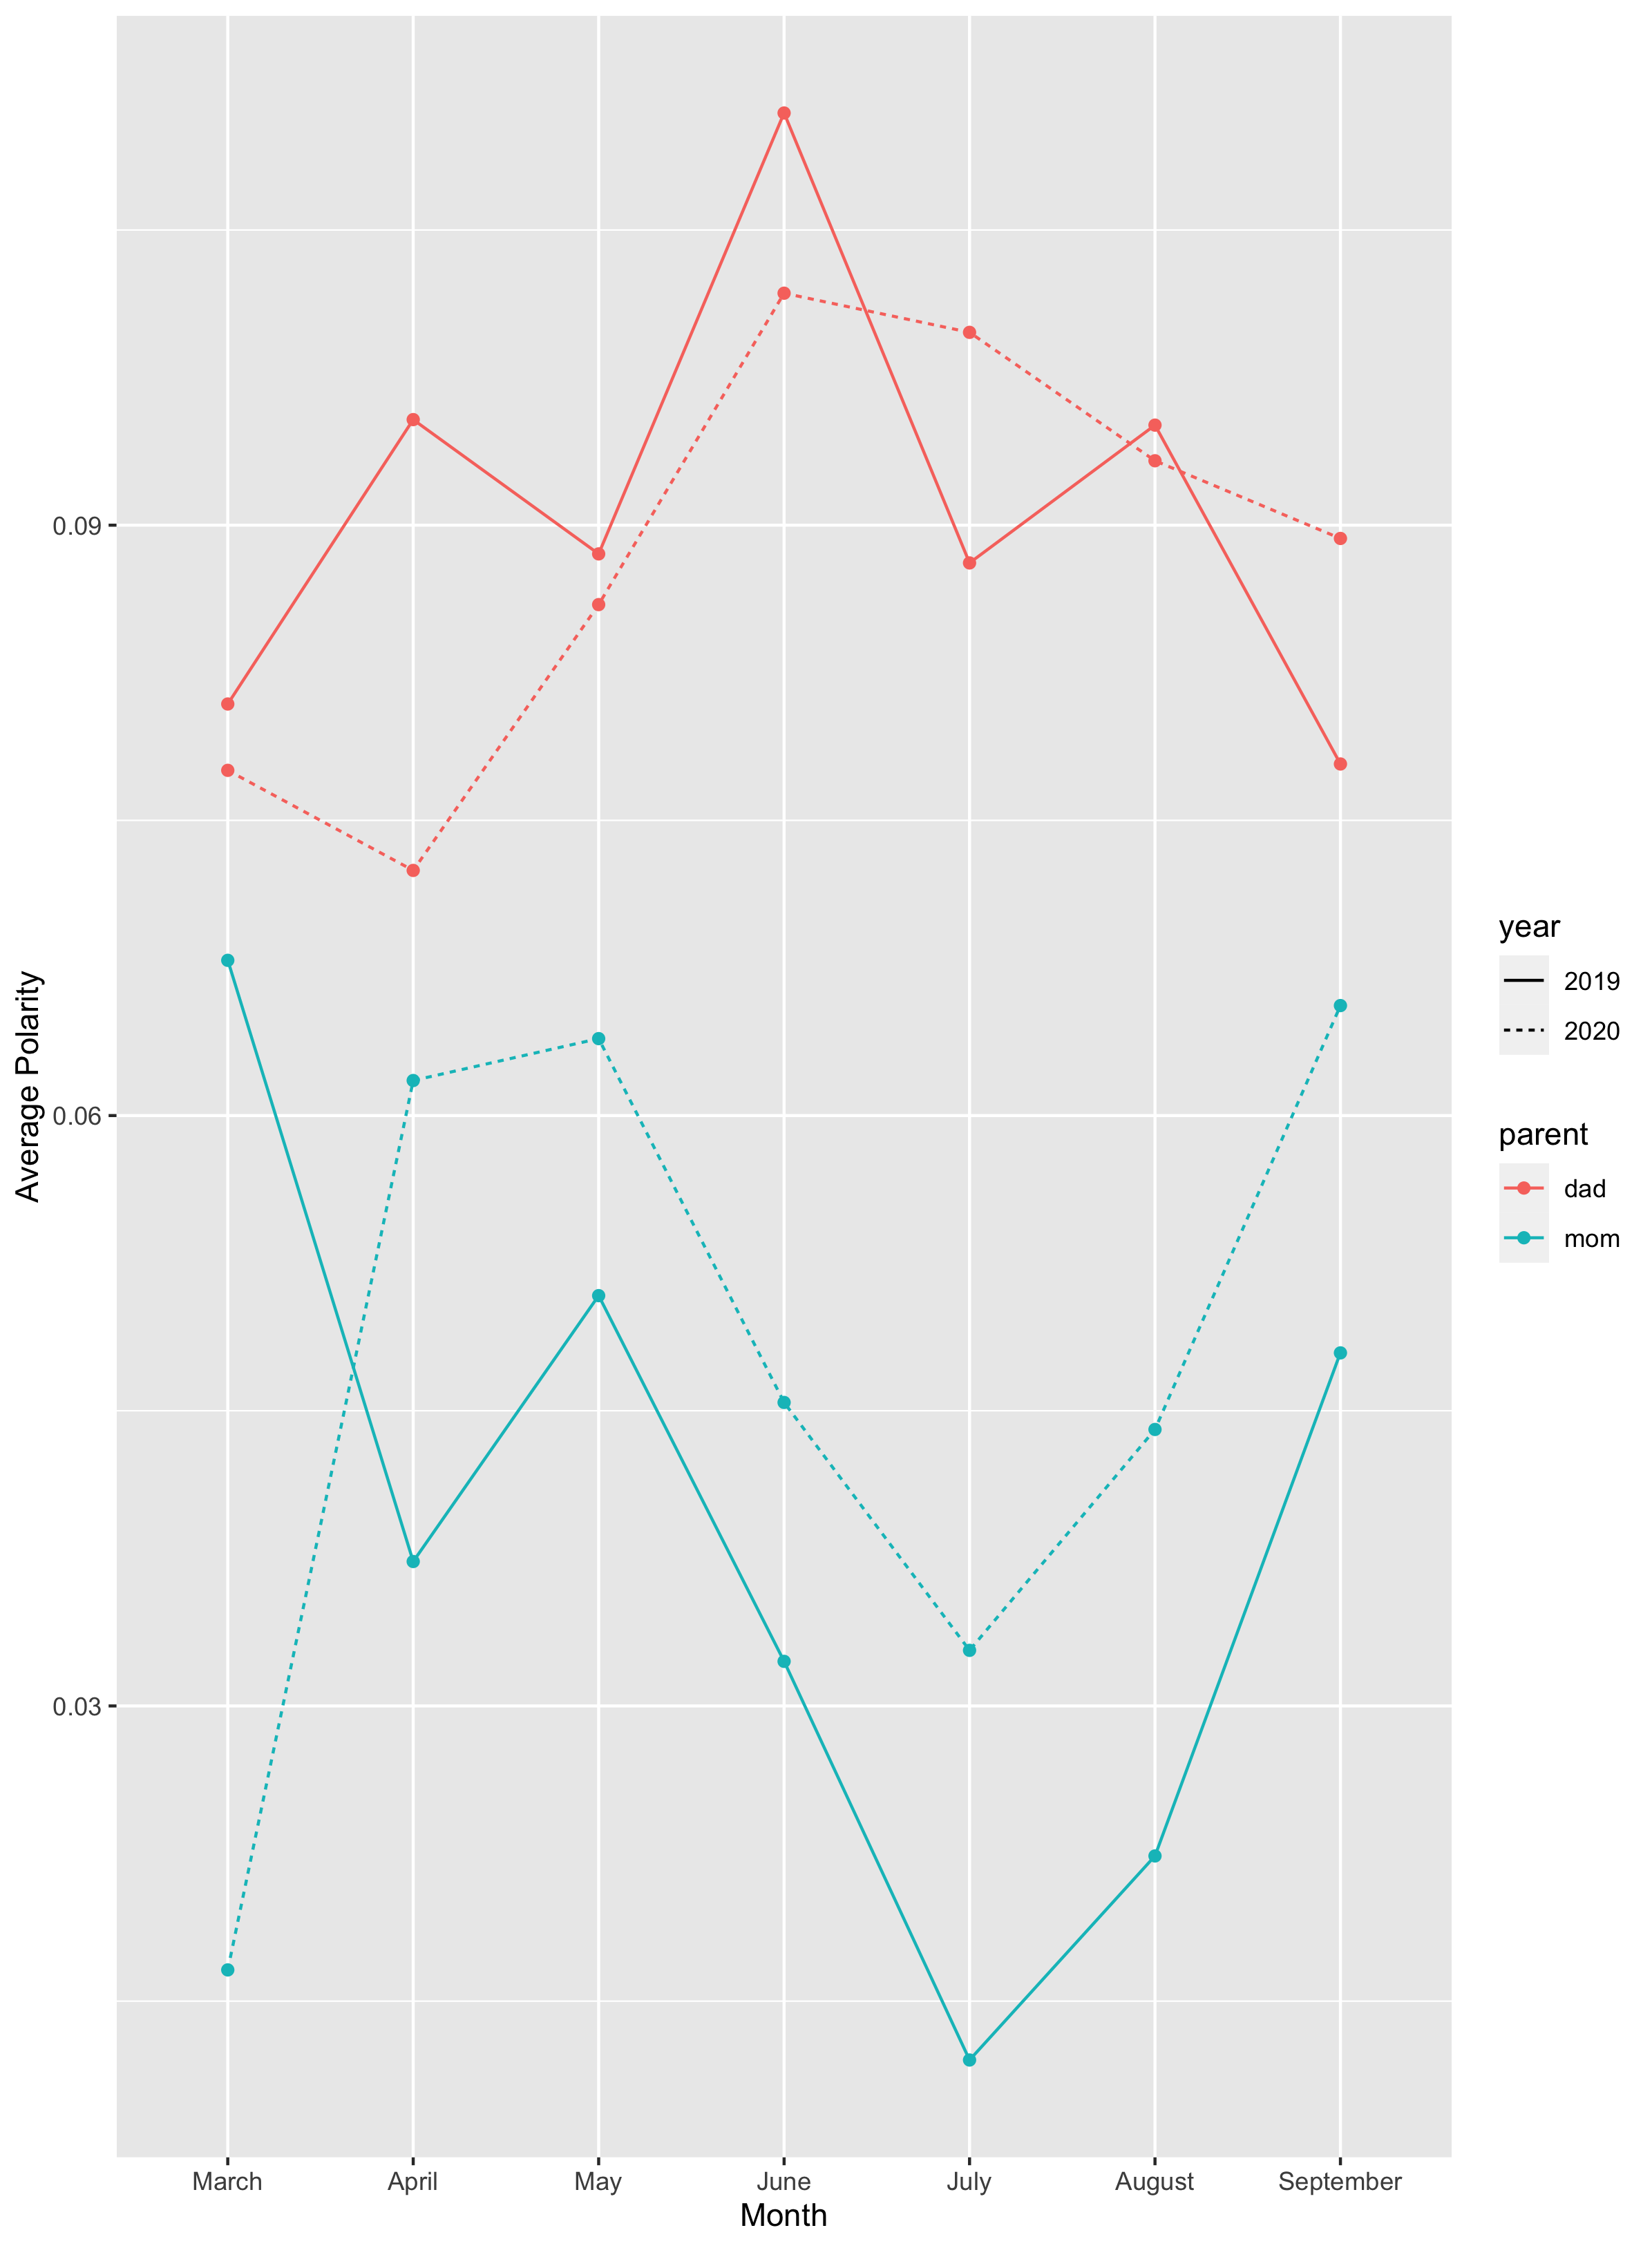 Average Polarity
0.09
0.06
0.03
March April May June July August September
Month
year
2019
2020
parent
dad
mom